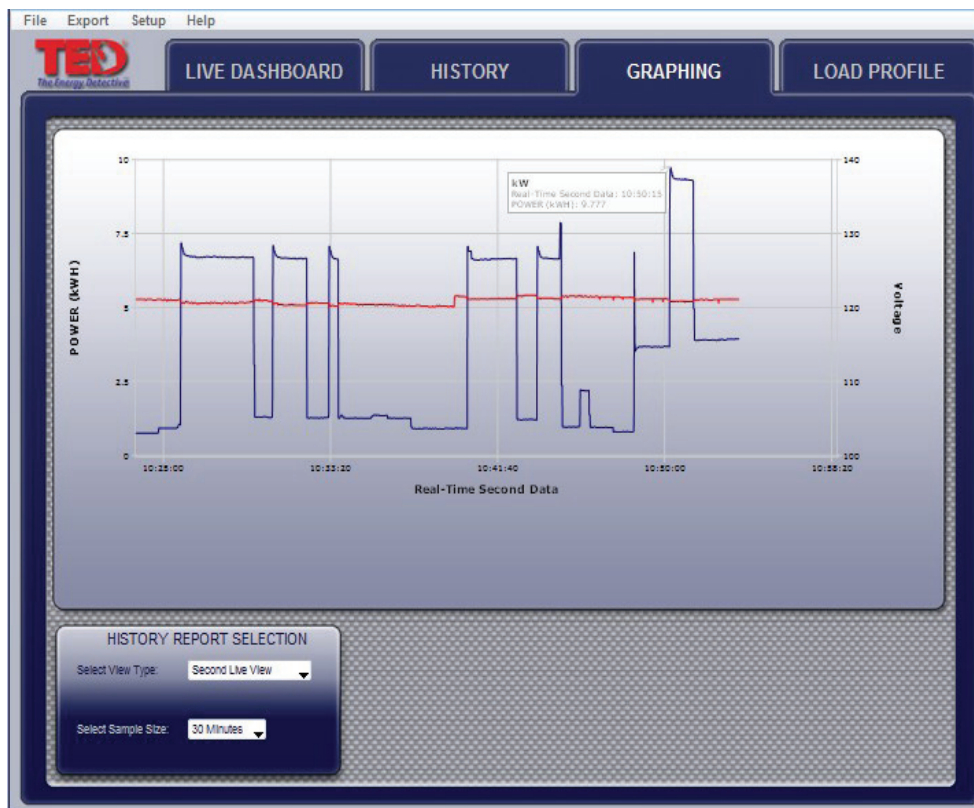 File Export Setup Help
TED
The Energy Detective
LIVE DASHBOARD
HISTORY
GRAPHING
LOAD PROFILE
10
7.5
5
2.5
0
POWER (kWH)
kW
Real-Time Second Data: 10:50:15
POWER (kWH): 9.777
140
130
120
110
100
Voltage
10:25:00
10:33:20
10:41:40
10:50:00
10:58:20
Real-Time Second Data
HISTORY REPORT SELECTION
Select View Type: Second Live View
Select Sample Size: 30 Minutes